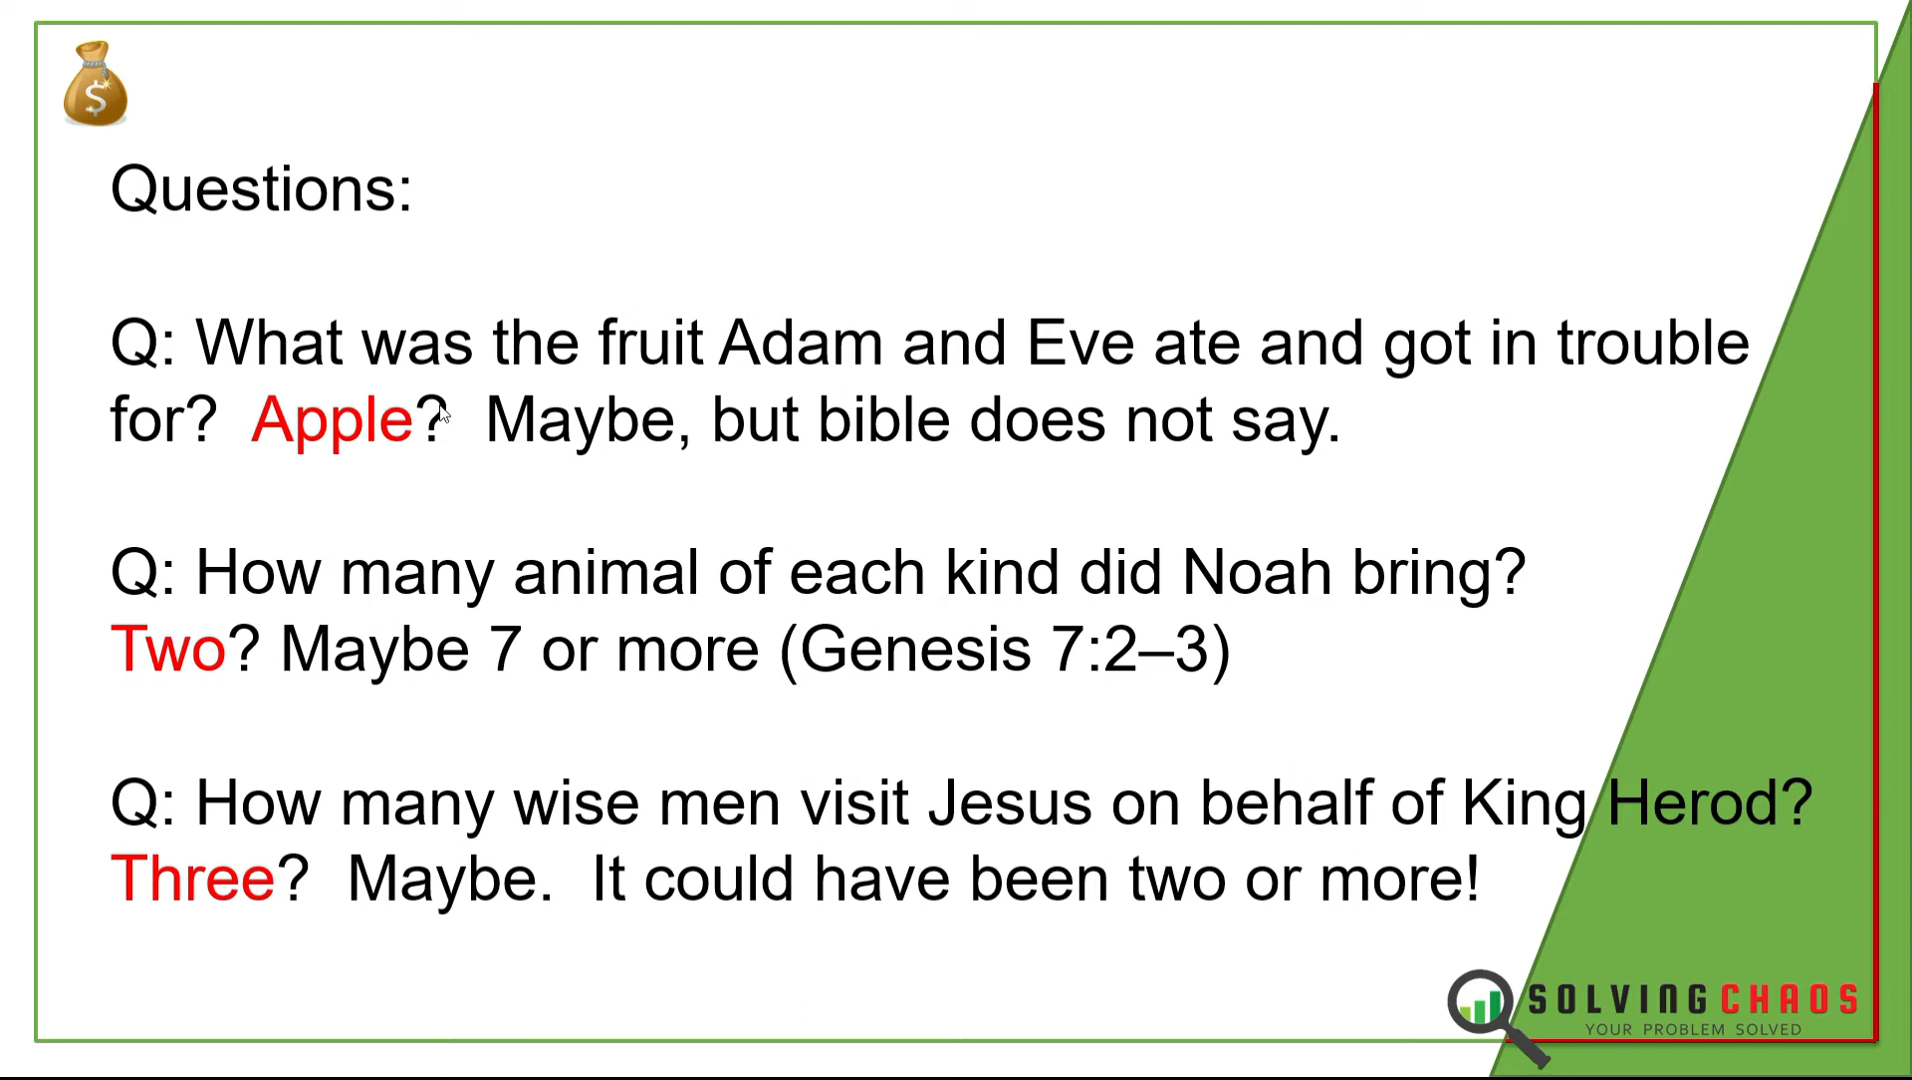 $
Questions:
Q: What was the fruit Adam and Eve ate and got in trouble
for?  Apple?  Maybe, but bible does not say.
Q: How many animal of each kind did Noah bring?
Two? Maybe 7 or more (Genesis 7:2–3)
Q: How many wise men visit Jesus on behalf of King Herod?
Three?  Maybe.  It could have been two or more!
SOLVINGCHAOS
YOUR PROBLEM SOLVED